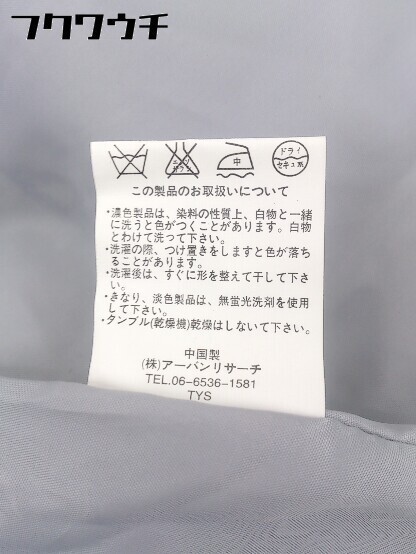 フクワウチ
エンソ
サラシ
中
ドライ
セキユ系
この製品のお取扱いについて
・濃色製品は、染料の性質上、白物と一緒
に洗うと色がつくことがあります。白物
とわけて洗って下さい。
・洗濯の際、つけ置きをしますと色が落ち
ることがあります。
・洗濯後は、すぐに形を整えて干して下さ
い。
・きなり、淡色製品は、無蛍光洗剤を使用
して下さい。
・タンブル(乾燥機)乾燥はしないで下さい。
中国製
(株)アーバンリサーチ
TEL.06-6536-1581
TYS